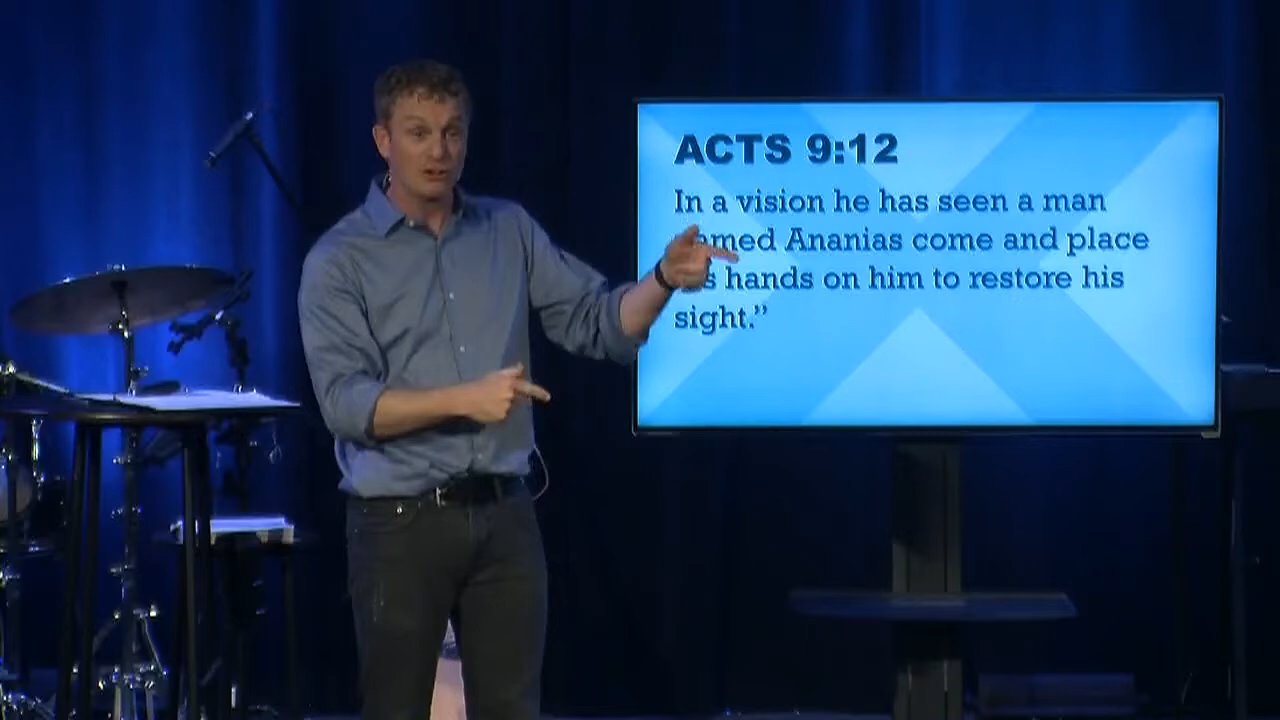 ACTS 9:12
In a vision he has seen a man
named Ananias come and place
hands on him to restore his
sight.”